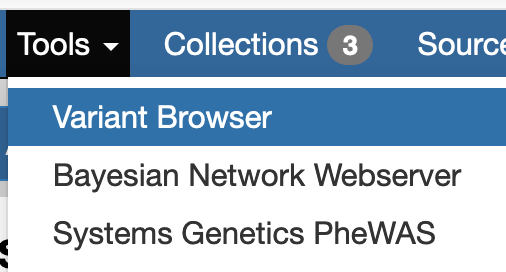 Tools Collections 3
Variant Browser
Bayesian Network Webserver
Systems Genetics PheWAS